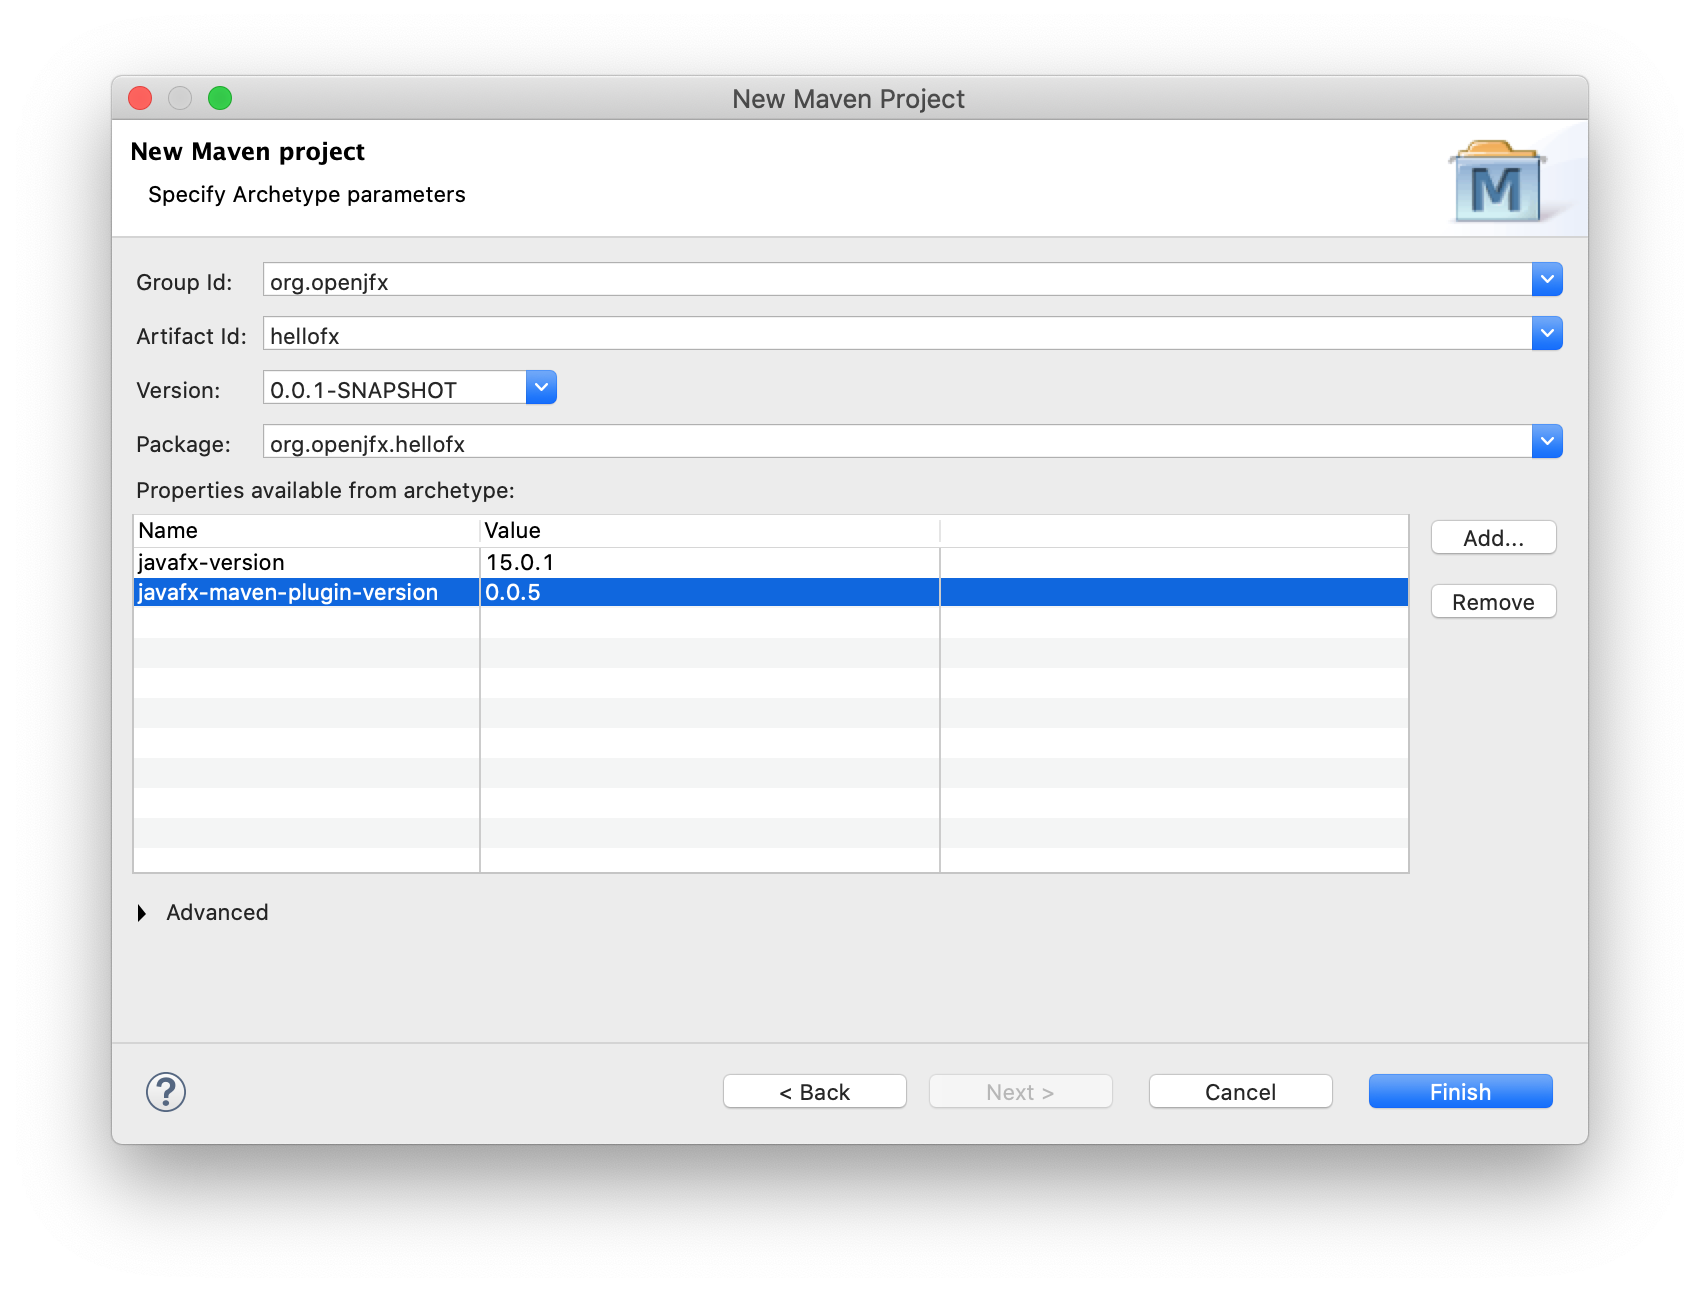 New Maven Project
New Maven project
Specify Archetype parameters
M
Group Id: org.openjfx
Artifact Id: hellofx
Version: 0.0.1-SNAPSHOT
Package: org.openjfx.hellofx
Properties available from archetype:
Name Value
javafx-version 15.0.1
javafx-maven-plugin-version 0.0.5
Add...
Remove
Advanced
? < Back Next > Cancel Finish